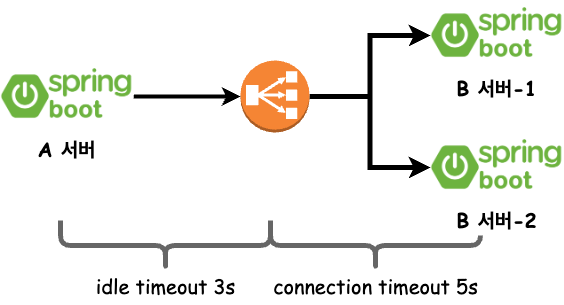 spring
boot
A 서버
spring
boot
B 서버-1
spring
boot
B 서버-2
idle timeout 3s
connection timeout 5s